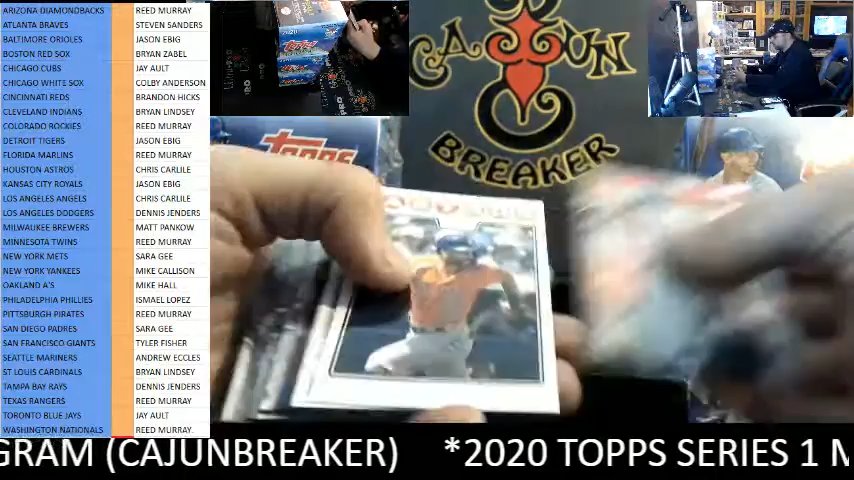 ARIZONA DIAMONDBACKS REED MURRAY
ATLANTA BRAVES STEVEN SANDERS
BALTIMORE ORIOLES JASON EBIG
BOSTON RED SOX BRYAN ZABEL
CHICAGO CUBS JAY AULT
CHICAGO WHITE SOX COLBY ANDERSON
CINCINNATI REDS BRANDON HICKS
CLEVELAND INDIANS BRYAN LINDSEY
COLORADO ROCKIES REED MURRAY
DETROIT TIGERS JASON EBIG
FLORIDA MARLINS REED MURRAY
HOUSTON ASTROS CHRIS CARLILE
KANSAS CITY ROYALS JASON EBIG
LOS ANGELES ANGELS CHRIS CARLILE
LOS ANGELES DODGERS DENNIS JENDERS
MILWAUKEE BREWERS MATT PANKOW
MINNESOTA TWINS REED MURRAY
NEW YORK METS SARA GEE
NEW YORK YANKEES MIKE CALLISON
OAKLAND A'S MIKE HALL
PHILADELPHIA PHILLIES ISMAEL LOPEZ
PITTSBURGH PIRATES REED MURRAY
SAN DIEGO PADRES SARA GEE
SAN FRANCISCO GIANTS TYLER FISHER
SEATTLE MARINERS ANDREW ECCLES
ST LOUIS CARDINALS BRYAN LINDSEY
TAMPA BAY RAYS DENNIS JENDERS
TEXAS RANGERS REED MURRAY
TORONTO BLUE JAYS JAY AULT
WASHINGTON NATIONALS REED MURRAY.
CAJUN
BREAKER
topps
GRAM (CAJUNBREAKER) *2020 TOPPS SERIES 1 M